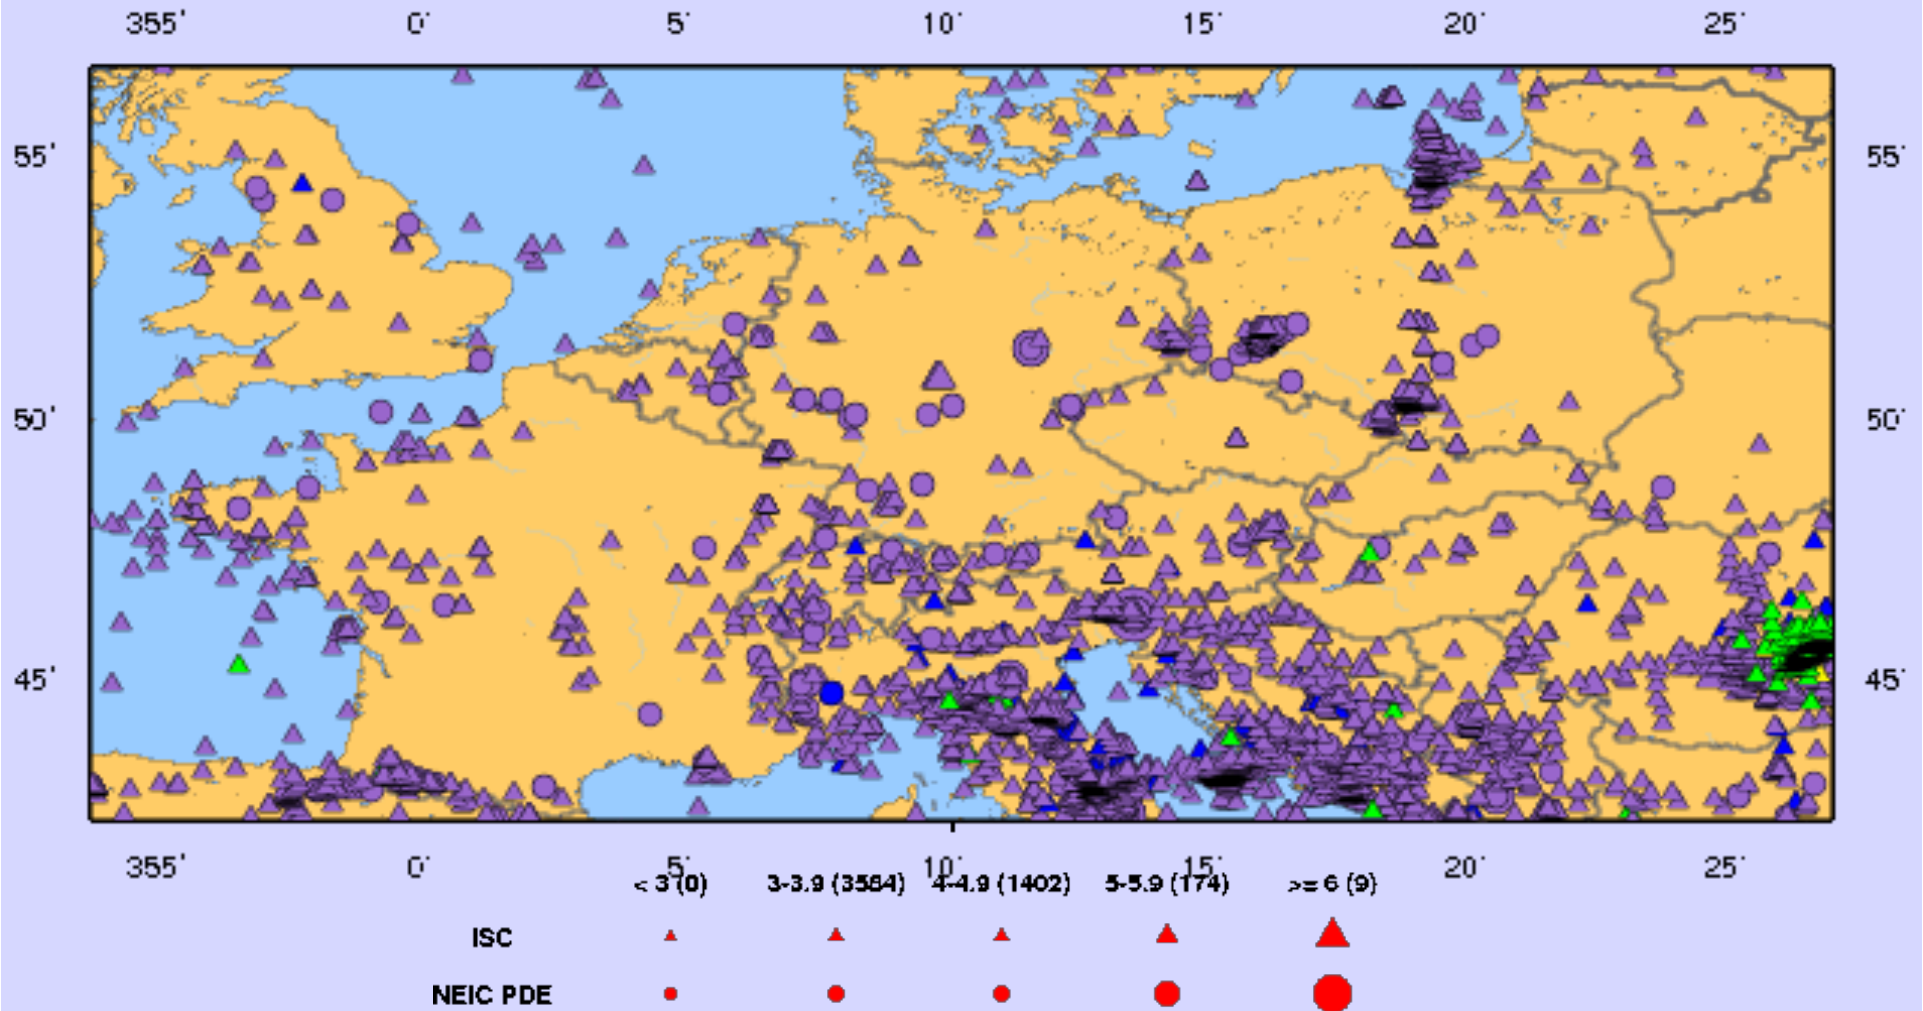 355˙ 0˙ 5˙ 10˙ 15˙ 20˙ 25˙
55˙ 55˙
50˙ 50˙
45˙ 45˙
355˙ 0˙ 5˙ 10˙ 15˙ 20˙ 25˙
< 3 (0) 3-3.9 (3584) 4-4.9 (1402) 5-5.9 (174) >= 6 (9)
ISC
NEIC PDE